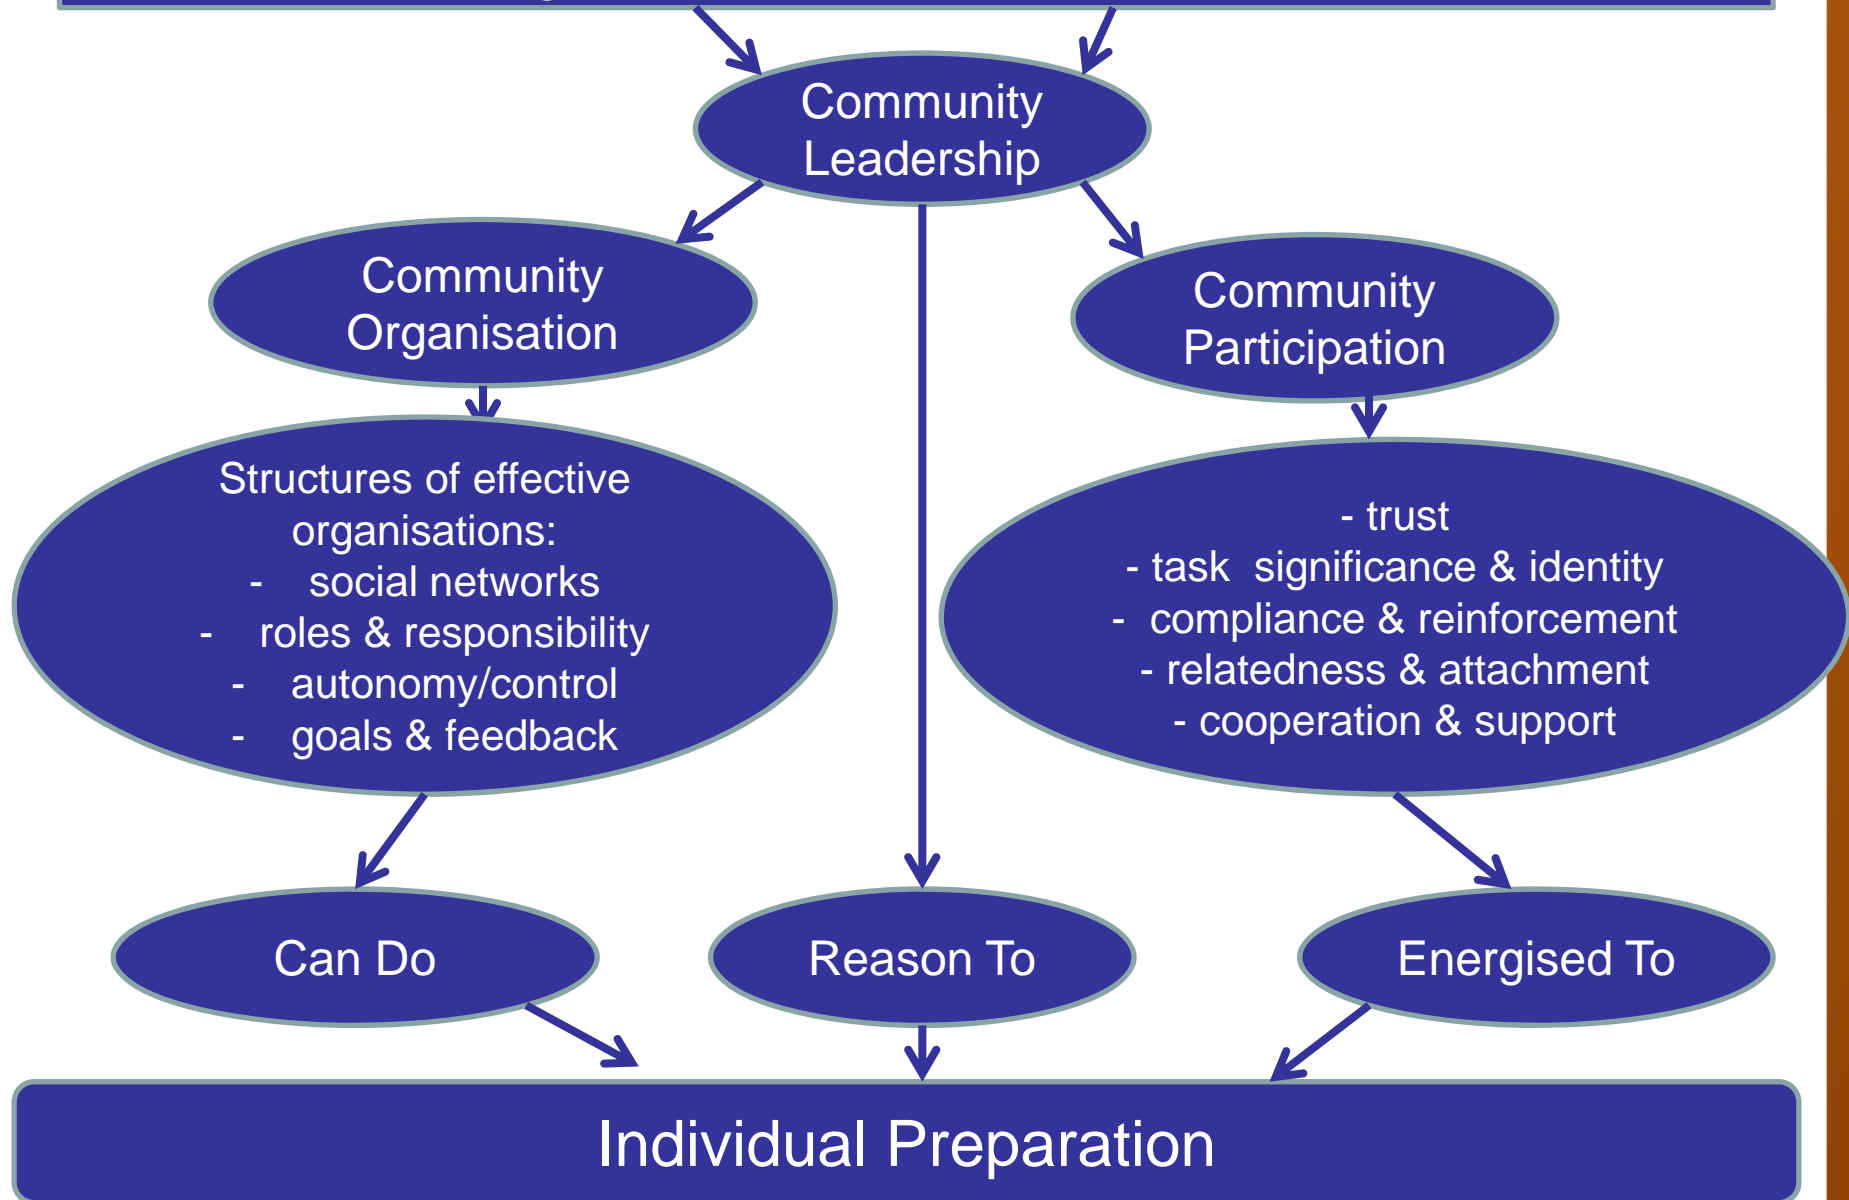 Community
Leadership
Community
Organisation
Community
Participation
Structures of effective
organisations:
- social networks
- roles & responsibility
- autonomy/control
- goals & feedback
- trust
- task significance & identity
- compliance & reinforcement
- relatedness & attachment
- cooperation & support
Can Do
Reason To
Energised To
Individual Preparation